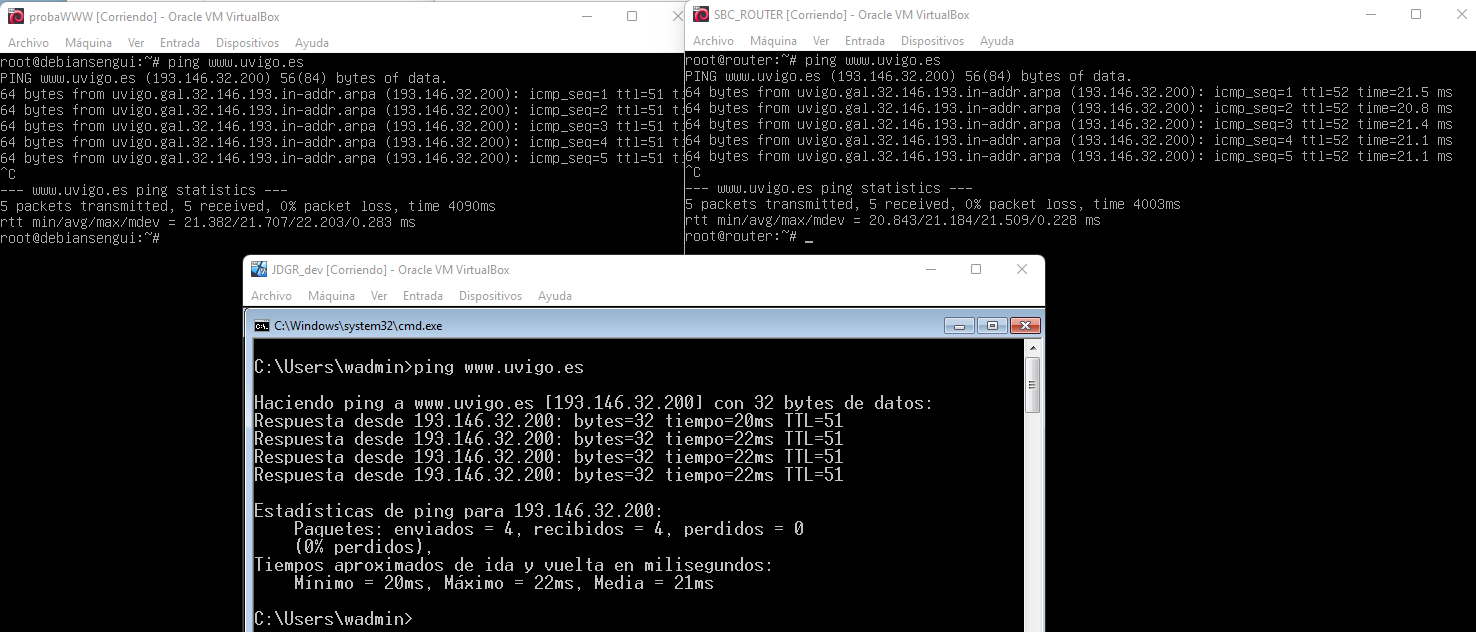 probaWWW [Corriendo] - Oracle VM VirtualBox
Archivo Máquina Ver Entrada Dispositivos Ayuda
root@debiansengui:~# ping www.uvigo.es
PING www.uvigo.es (193.146.32.200) 56(84) bytes of data.
64 bytes from uvigo.gal.32.146.193.in-addr.arpa (193.146.32.200): icmp_seq=1 ttl=51 t
64 bytes from uvigo.gal.32.146.193.in-addr.arpa (193.146.32.200): icmp_seq=2 ttl=51 t
64 bytes from uvigo.gal.32.146.193.in-addr.arpa (193.146.32.200): icmp_seq=3 ttl=51 t
64 bytes from uvigo.gal.32.146.193.in-addr.arpa (193.146.32.200): icmp_seq=4 ttl=51 t
64 bytes from uvigo.gal.32.146.193.in-addr.arpa (193.146.32.200): icmp_seq=5 ttl=51 t
^C
--- www.uvigo.es ping statistics ---
5 packets transmitted, 5 received, 0% packet loss, time 4090ms
rtt min/avg/max/mdev = 21.382/21.707/22.203/0.283 ms
root@debiansengui:~#
SBC_ROUTER [Corriendo] - Oracle VM VirtualBox
Archivo Máquina Ver Entrada Dispositivos Ayuda
root@router:~# ping www.uvigo.es
PING www.uvigo.es (193.146.32.200) 56(84) bytes of data.
64 bytes from uvigo.gal.32.146.193.in-addr.arpa (193.146.32.200): icmp_seq=1 ttl=52 time=21.5 ms
64 bytes from uvigo.gal.32.146.193.in-addr.arpa (193.146.32.200): icmp_seq=2 ttl=52 time=20.8 ms
64 bytes from uvigo.gal.32.146.193.in-addr.arpa (193.146.32.200): icmp_seq=3 ttl=52 time=21.4 ms
64 bytes from uvigo.gal.32.146.193.in-addr.arpa (193.146.32.200): icmp_seq=4 ttl=52 time=21.1 ms
64 bytes from uvigo.gal.32.146.193.in-addr.arpa (193.146.32.200): icmp_seq=5 ttl=52 time=21.1 ms
^C
--- www.uvigo.es ping statistics ---
5 packets transmitted, 5 received, 0% packet loss, time 4003ms
rtt min/avg/max/mdev = 20.843/21.184/21.509/0.228 ms
root@router:~# _
JDGR_dev [Corriendo] - Oracle VM VirtualBox
Archivo Máquina Ver Entrada Dispositivos Ayuda
C:\Windows\system32\cmd.exe
C:\Users\wadmin>ping www.uvigo.es
Haciendo ping a www.uvigo.es [193.146.32.200] con 32 bytes de datos:
Respuesta desde 193.146.32.200: bytes=32 tiempo=20ms TTL=51
Respuesta desde 193.146.32.200: bytes=32 tiempo=22ms TTL=51
Respuesta desde 193.146.32.200: bytes=32 tiempo=22ms TTL=51
Respuesta desde 193.146.32.200: bytes=32 tiempo=22ms TTL=51
Estadísticas de ping para 193.146.32.200:
Paquetes: enviados = 4, recibidos = 4, perdidos = 0
(0% perdidos),
Tiempos aproximados de ida y vuelta en milisegundos:
Mínimo = 20ms, Máximo = 22ms, Media = 21ms
C:\Users\wadmin>